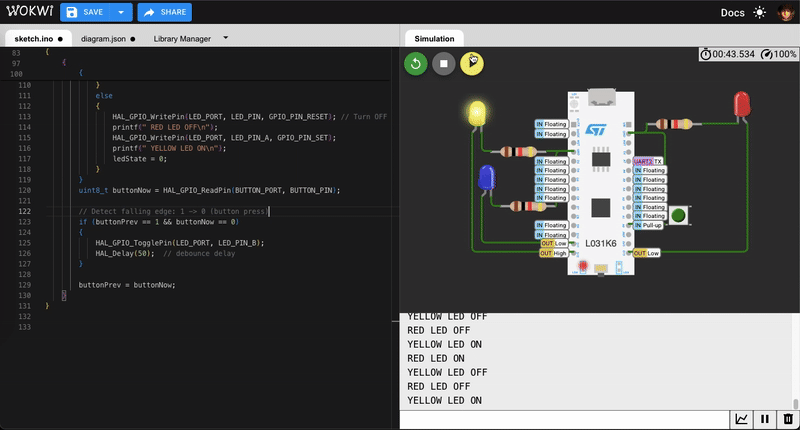 WOKWI
SAVE
SHARE
Docs
sketch.ino
diagram.json
Library Manager
Simulation
00:43.534
100%
83 {
97 {
100 {
110 }
111 else
112 {
113 HAL_GPIO_WritePin(LED_PORT, LED_PIN, GPIO_PIN_RESET); // Turn OFF
114 printf(" RED LED OFF\n");
115 HAL_GPIO_WritePin(LED_PORT, LED_PIN_A, GPIO_PIN_SET);
116 printf(" YELLOW LED ON\n");
117 ledState = 0;
118 }
119 }
120 uint8_t buttonNow = HAL_GPIO_ReadPin(BUTTON_PORT, BUTTON_PIN);
121
122 // Detect falling edge: 1 -> 0 (button press)
123 if (buttonPrev == 1 && buttonNow == 0)
124 {
125 HAL_GPIO_TogglePin(LED_PORT, LED_PIN_B);
126 HAL_Delay(50); // debounce delay
127 }
128
129 buttonPrev = buttonNow;
130 }
131 }
132
133
IN Floating
IN Floating
IN Floating
IN Floating
IN Floating
IN Floating
IN Floating
IN Floating
IN Floating
IN Floating
OUT Low
OUT High
ST
L031K6
UART2 TX
IN Floating
IN Floating
IN Floating
IN Floating
IN Floating
IN Floating
IN Pull-up
IN Floating
OUT Low
YELLOW LED OFF
RED LED OFF
YELLOW LED ON
RED LED ON
YELLOW LED OFF
RED LED OFF
YELLOW LED ON